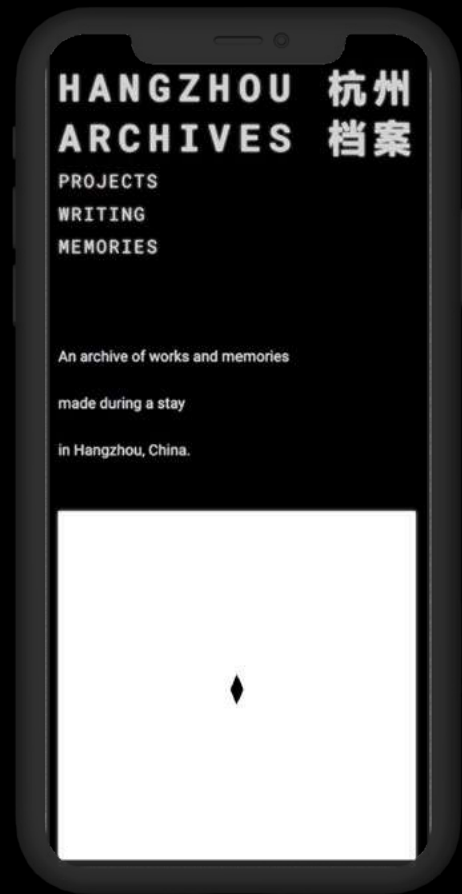 HANGZHOU 杭州
ARCHIVES 档案
PROJECTS
WRITING
MEMORIES
An archive of works and memories
made during a stay
in Hangzhou, China.